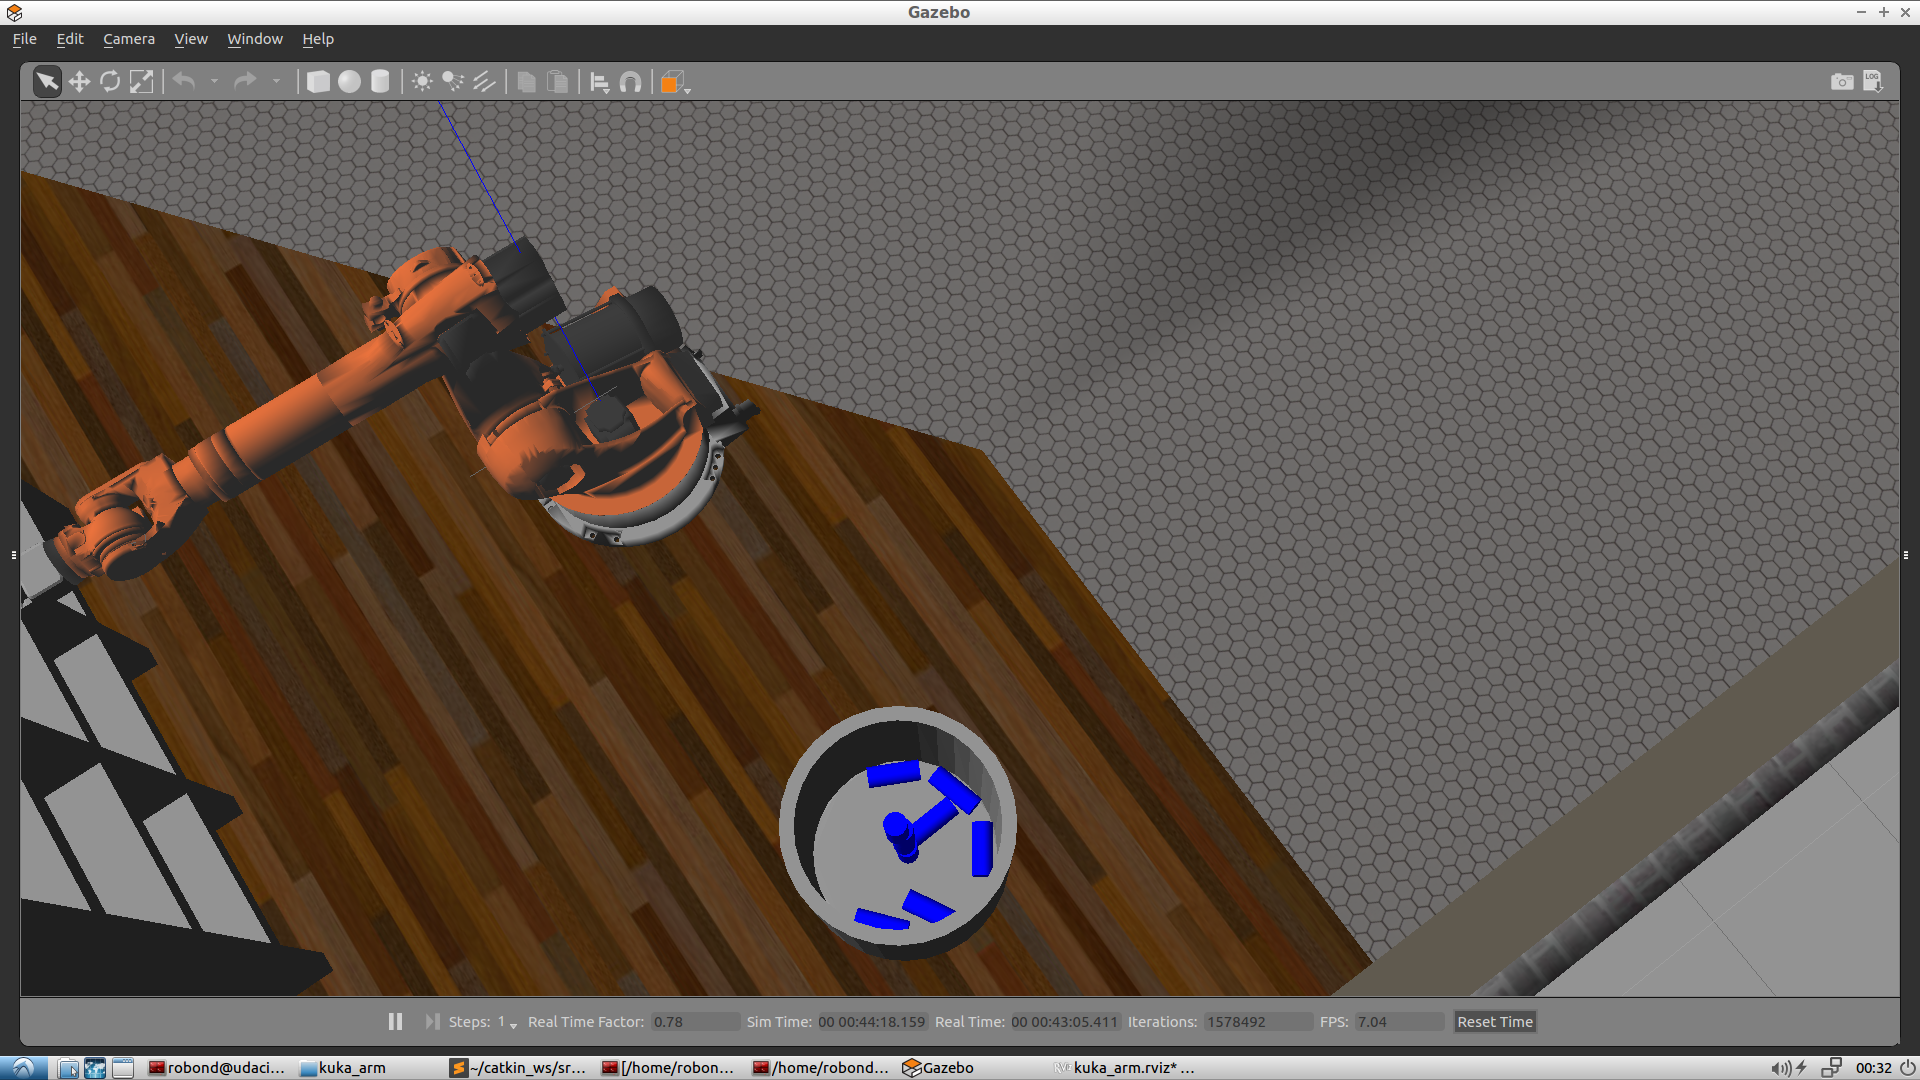 Gazebo
File Edit Camera View Window Help
LOG
Steps: 1 Real Time Factor: 0.78 Sim Time: 00 00:44:18.159 Real Time: 00 00:43:05.411 Iterations: 1578492 FPS: 7.04 Reset Time
robond@udaci... kuka_arm ~/catkin_ws/sr... [/home/robon... /home/robond... Gazebo kuka_arm.rviz* ... 00:32